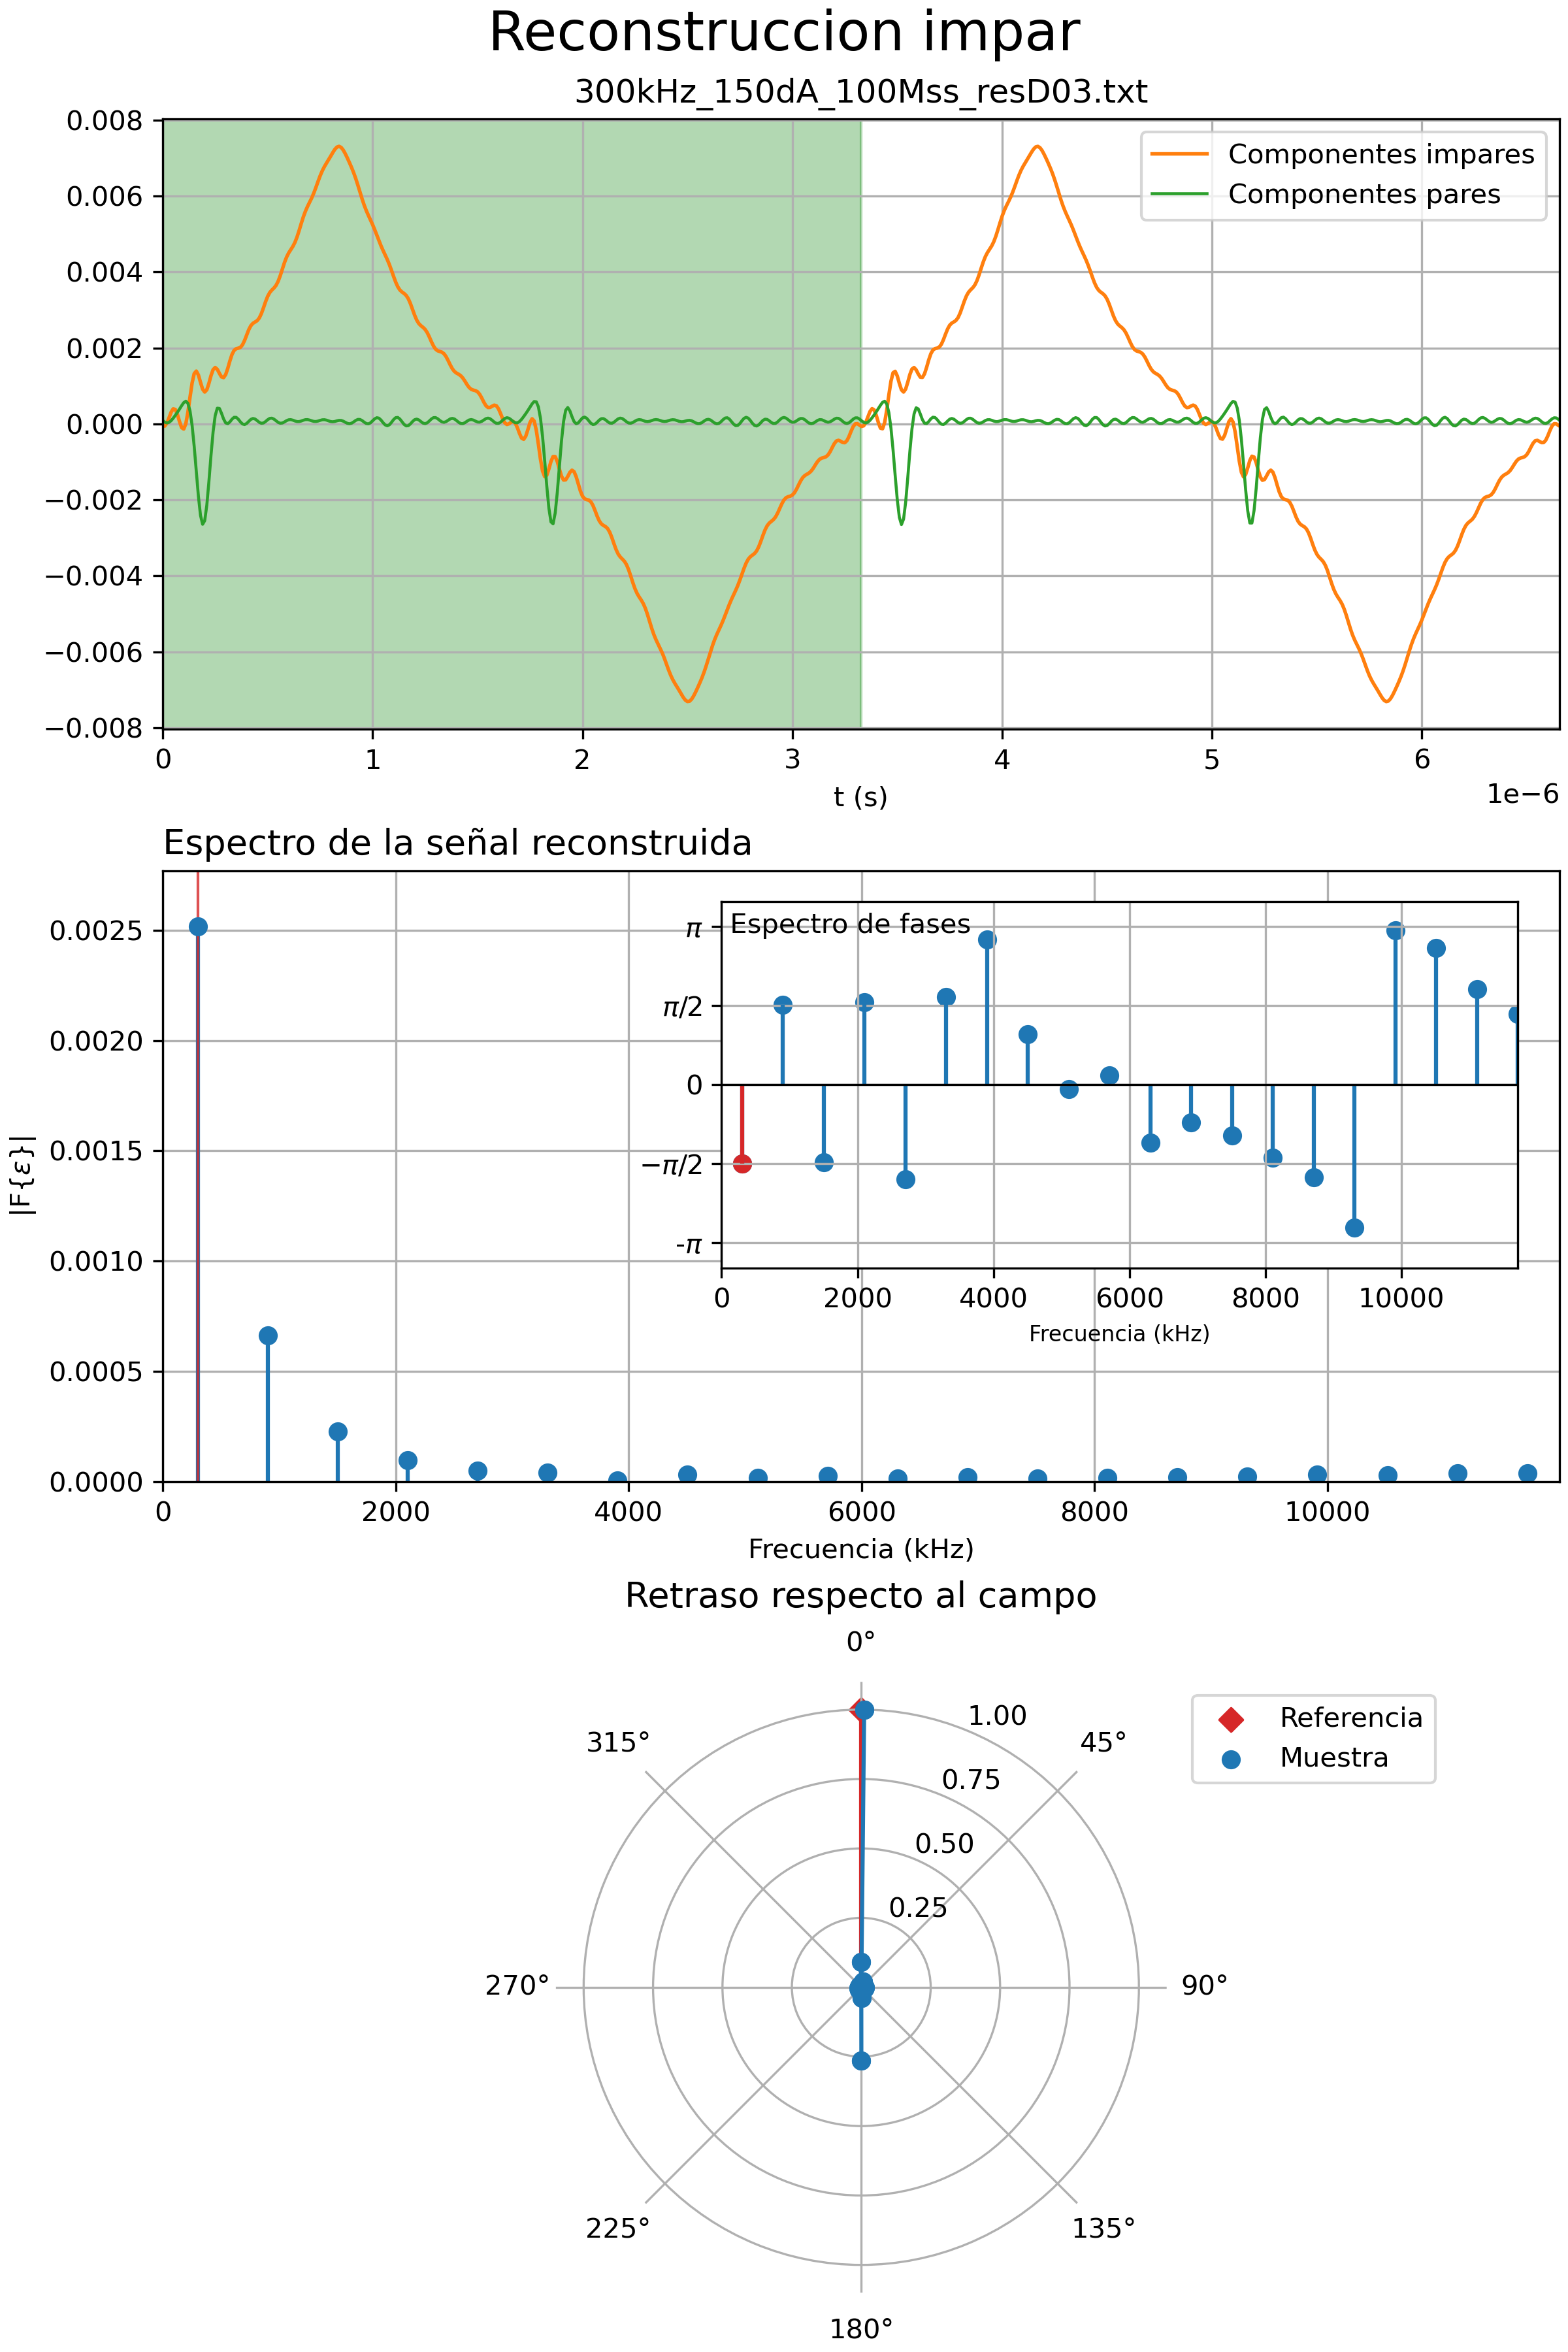 Reconstruccion impar
300kHz_150dA_100Mss_resD03.txt
0.008
0.006
0.004
0.002
0.000
−0.002
−0.004
−0.006
−0.008
Componentes impares
Componentes pares
0 1 2 3 4 5 6
1e−6
t (s)
Espectro de la señal reconstruida
0.0025
0.0020
0.0015
0.0010
0.0005
0.0000
|F{ε}|
Espectro de fases
π
π/2
0
−π/2
-π
0 2000 4000 6000 8000 10000
Frecuencia (kHz)
0 2000 4000 6000 8000 10000
Frecuencia (kHz)
Retraso respecto al campo
0°
45°
90°
135°
180°
225°
270°
315°
1.00
0.75
0.50
0.25
Referencia
Muestra